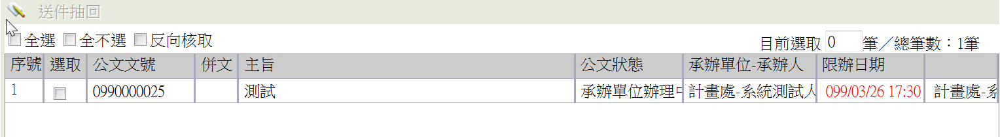 送件抽回
全選 全不選 反向核取
目前選取 0 筆／總筆數：1筆
序號 選取 公文文號 併文 主旨 公文狀態 承辦單位-承辦人 限辦日期
1 0990000025 測試 承辦單位辦理中 計畫處-系統測試人 099/03/26 17:30 計畫處-系